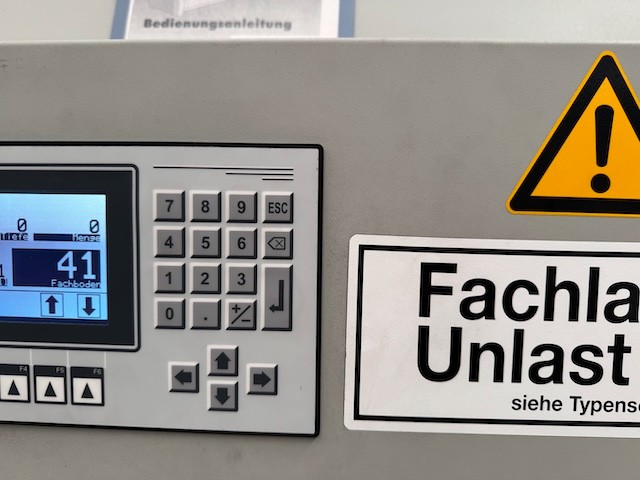 Bedienungsanleitung
0 0
Tiefe Menge
41
Fachboden
7 8 9 ESC
4 5 6
1 2 3
0 . +/-
F4 F5 F6
Fachla
Unlast
siehe Typens